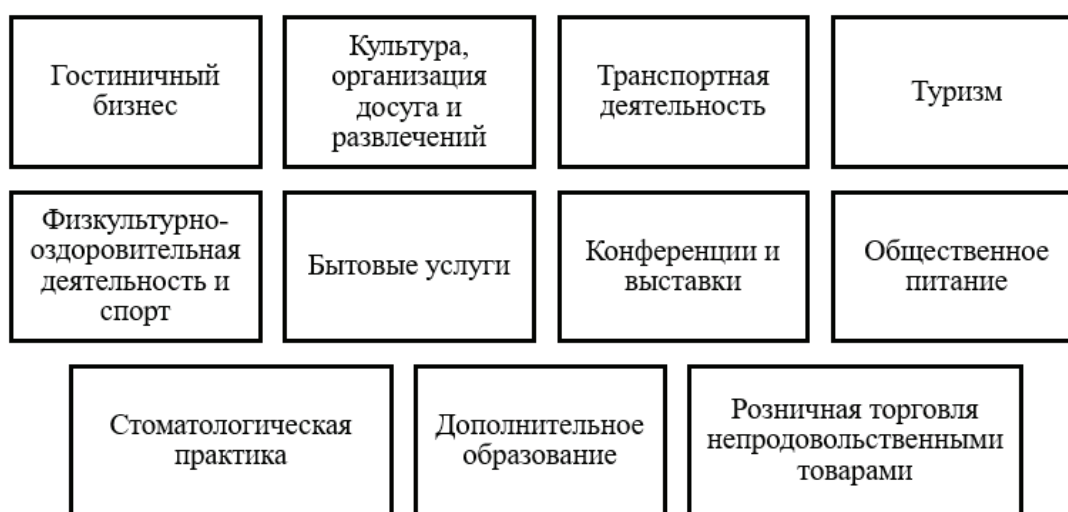 Гостиничный
бизнес
Культура,
организация
досуга и
развлечений
Транспортная
деятельность
Туризм
Физкультурно-
оздоровительная
деятельность и
спорт
Бытовые услуги
Конференции и
выставки
Общественное
питание
Стоматологическая
практика
Дополнительное
образование
Розничная торговля
непродовольственными
товарами